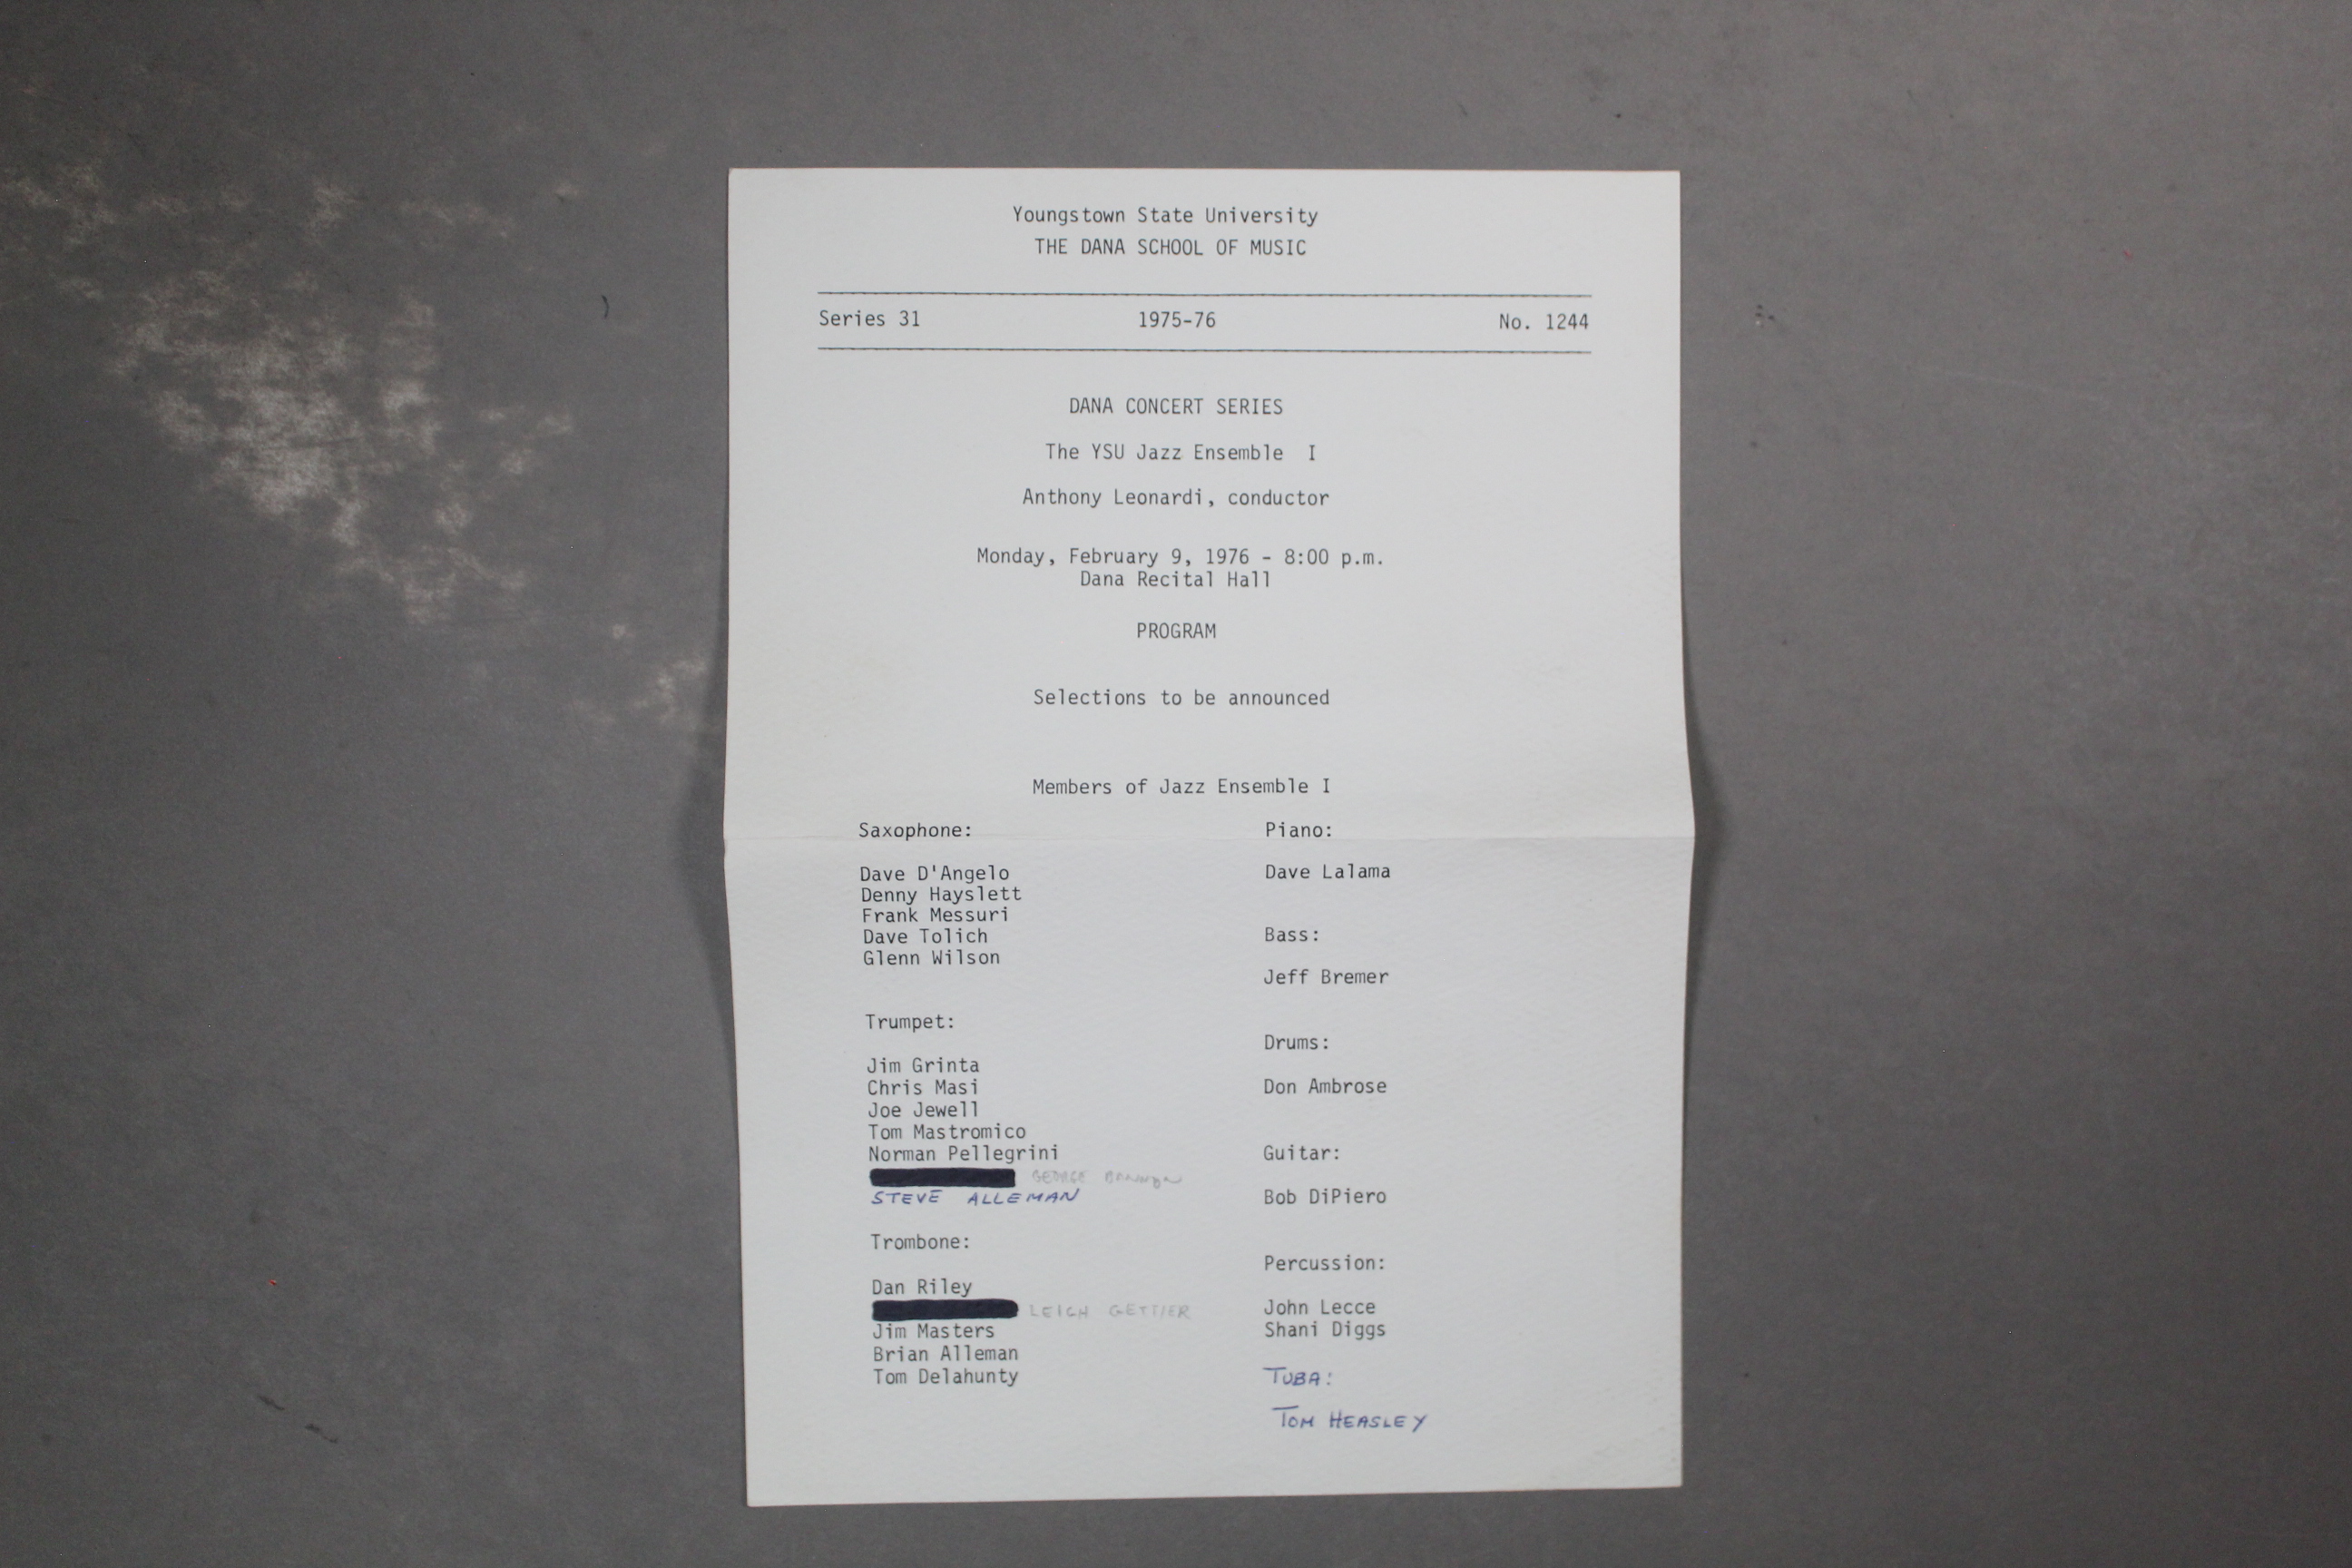 Youngstown State University
THE DANA SCHOOL OF MUSIC
Series 31 1975-76 No. 1244
DANA CONCERT SERIES
The YSU Jazz Ensemble I
Anthony Leonardi, conductor
Monday, February 9, 1976 - 8:00 p.m.
Dana Recital Hall
PROGRAM
Selections to be announced
Members of Jazz Ensemble I
Saxophone:
Dave D'Angelo
Denny Hayslett
Frank Messuri
Dave Tolich
Glenn Wilson
Trumpet:
Jim Grinta
Chris Masi
Joe Jewell
Tom Mastromico
Norman Pellegrini
GEORGE
STEVE ALLEMAN
Trombone:
Dan Riley
LEIGH GETTIER
Jim Masters
Brian Alleman
Tom Delahunty
Piano:
Dave Lalama
Bass:
Jeff Bremer
Drums:
Don Ambrose
Guitar:
Bob DiPiero
Percussion:
John Lecce
Shani Diggs
TUBA:
TOM HEASLEY